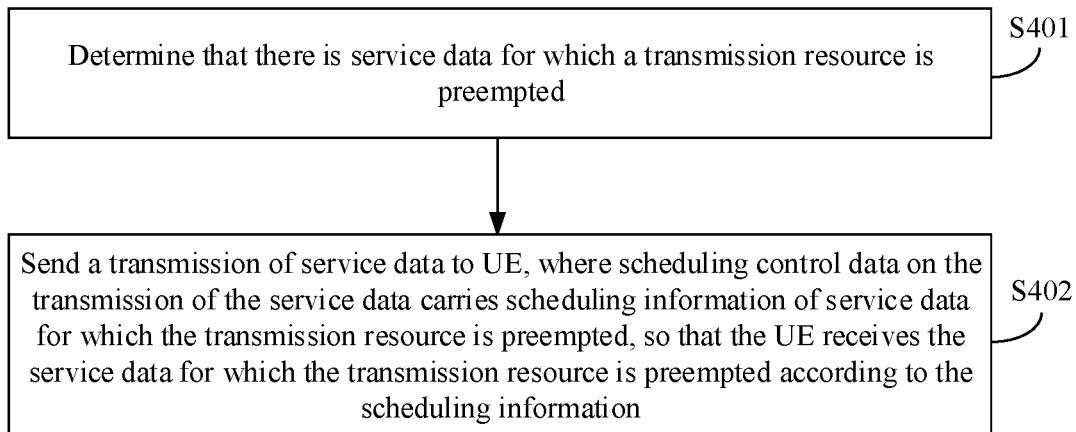 S401
Determine that there is service data for which a transmission resource is
preempted
Send a transmission of service data to UE, where scheduling control data on the
transmission of the service data carries scheduling information of service data
for which the transmission resource is preempted, so that the UE receives the
service data for which the transmission resource is preempted according to the
scheduling information
S402